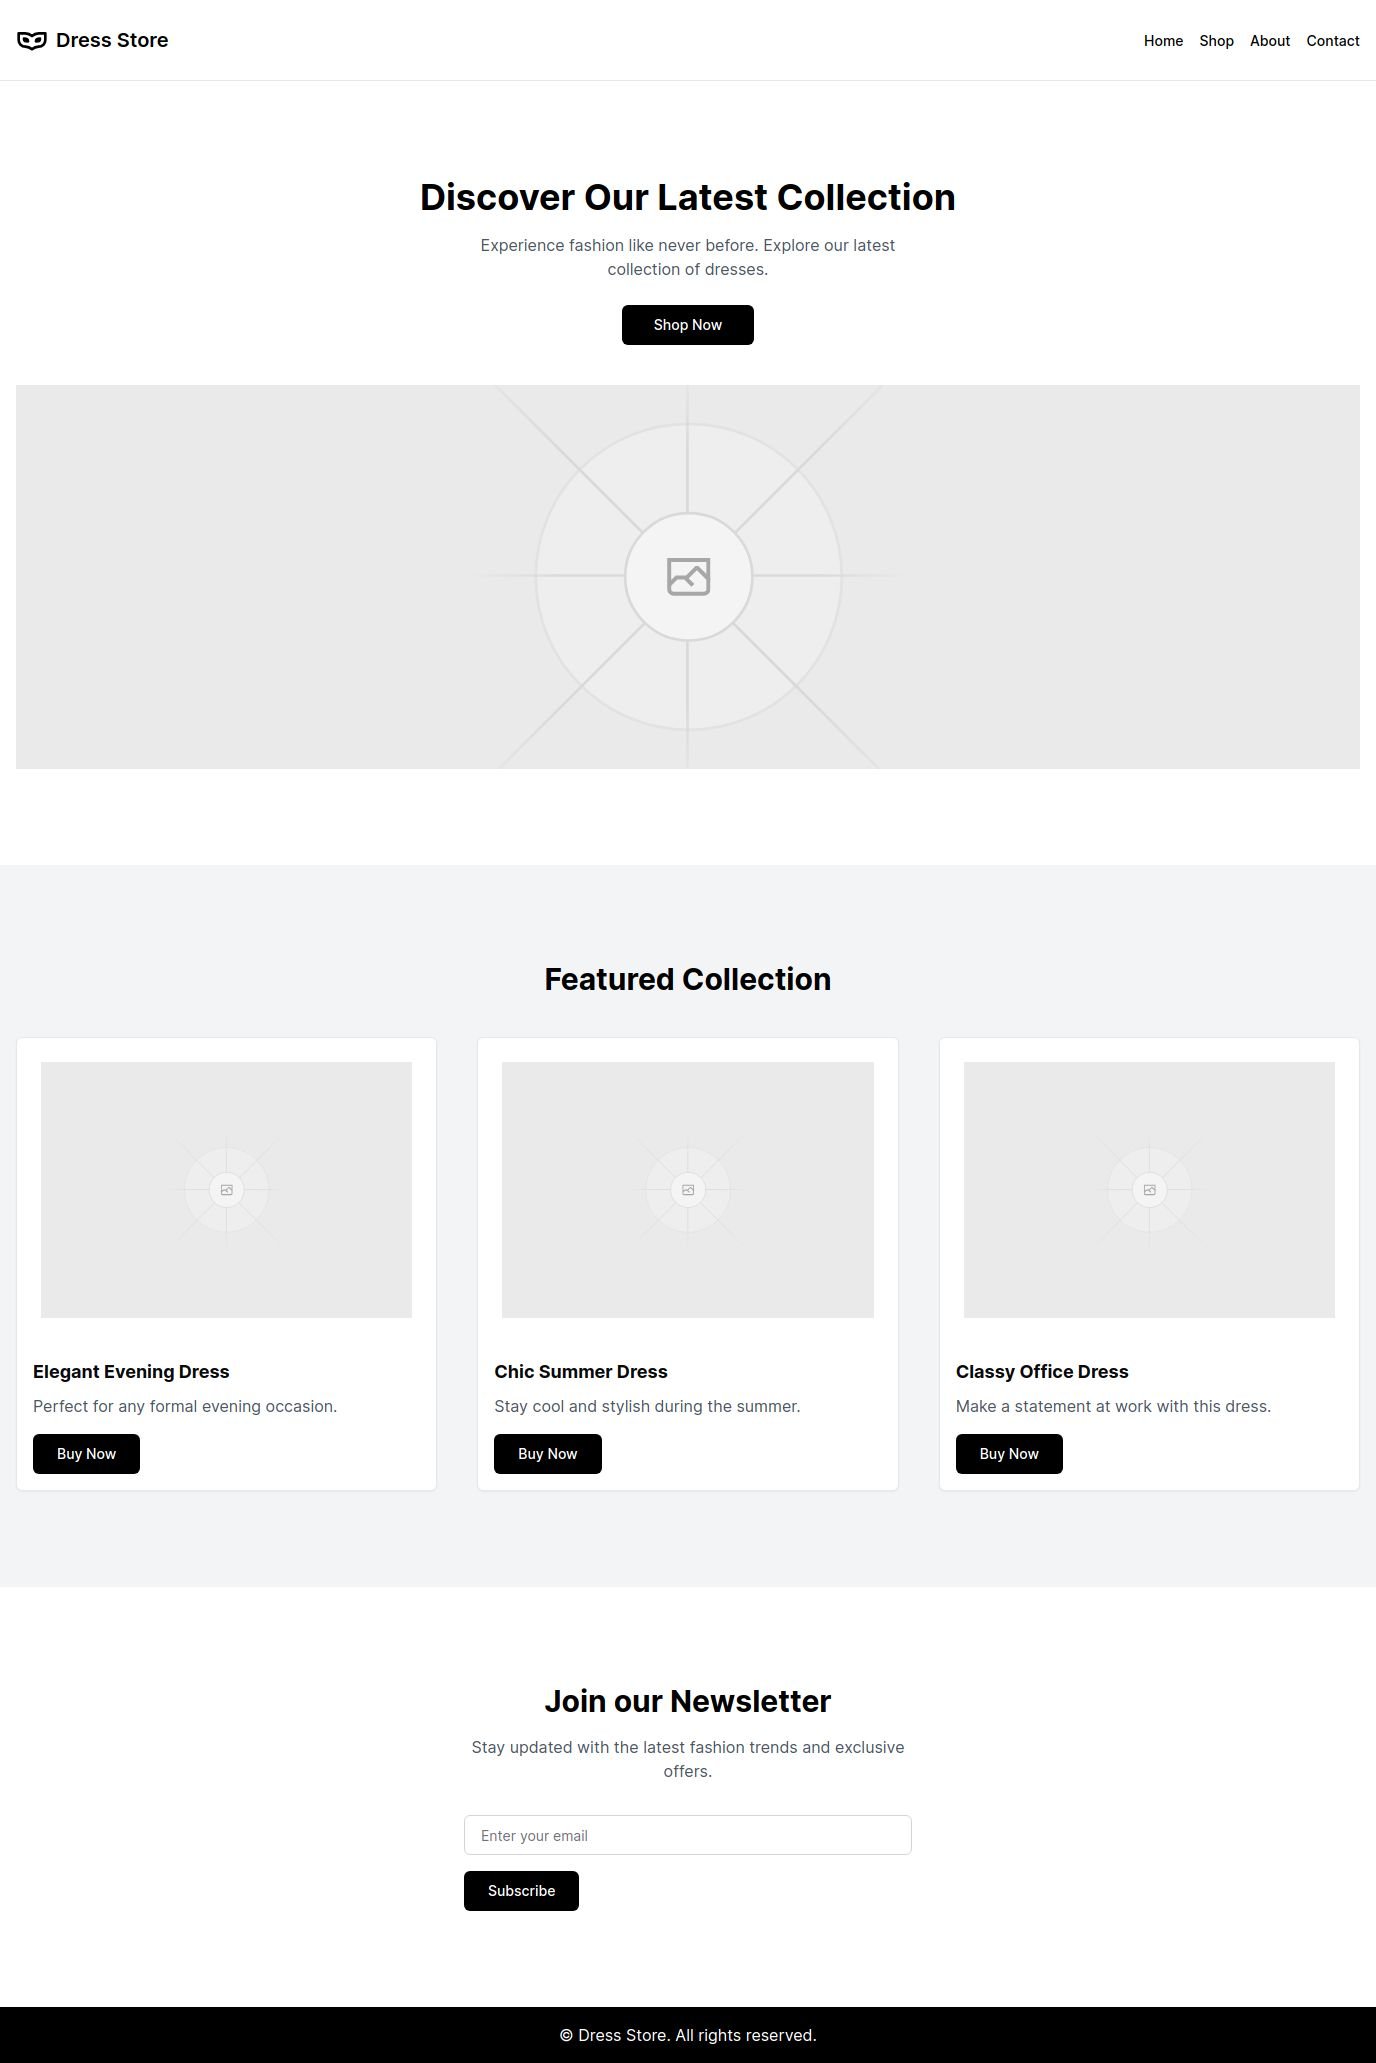 Dress Store
Home Shop About Contact
Discover Our Latest Collection
Experience fashion like never before. Explore our latest
collection of dresses.
Shop Now
Featured Collection
Elegant Evening Dress
Perfect for any formal evening occasion.
Buy Now
Chic Summer Dress
Stay cool and stylish during the summer.
Buy Now
Classy Office Dress
Make a statement at work with this dress.
Buy Now
Join our Newsletter
Stay updated with the latest fashion trends and exclusive
offers.
Enter your email
Subscribe
© Dress Store. All rights reserved.